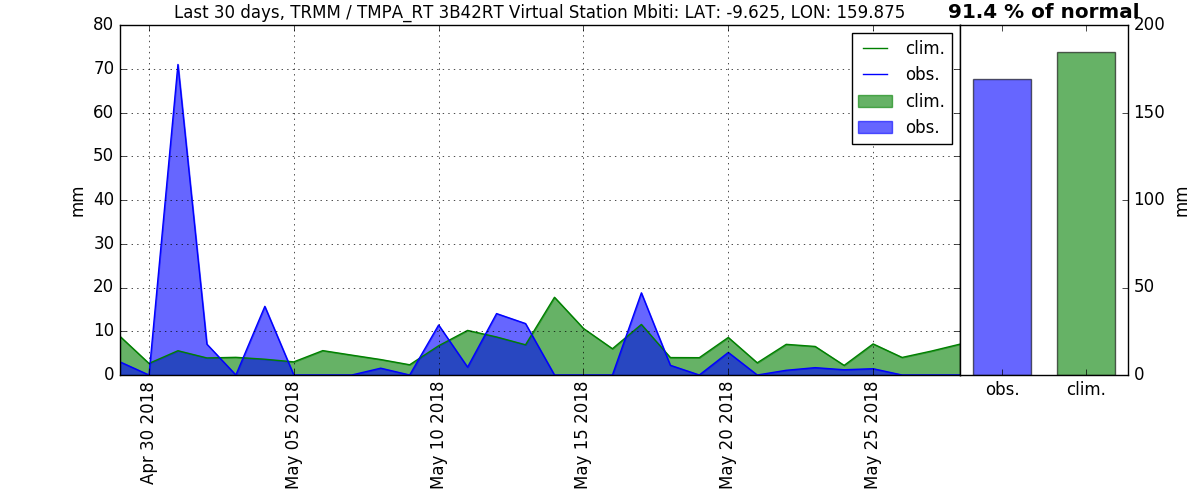 Last 30 days, TRMM / TMPA_RT 3B42RT Virtual Station Mbiti: LAT: -9.625, LON: 159.875
91.4 % of normal
80
70
60
50
40
30
20
10
0
mm
clim.
obs.
clim.
obs.
200
150
100
50
0
mm
Apr 30 2018
May 05 2018
May 10 2018
May 15 2018
May 20 2018
May 25 2018
obs.
clim.